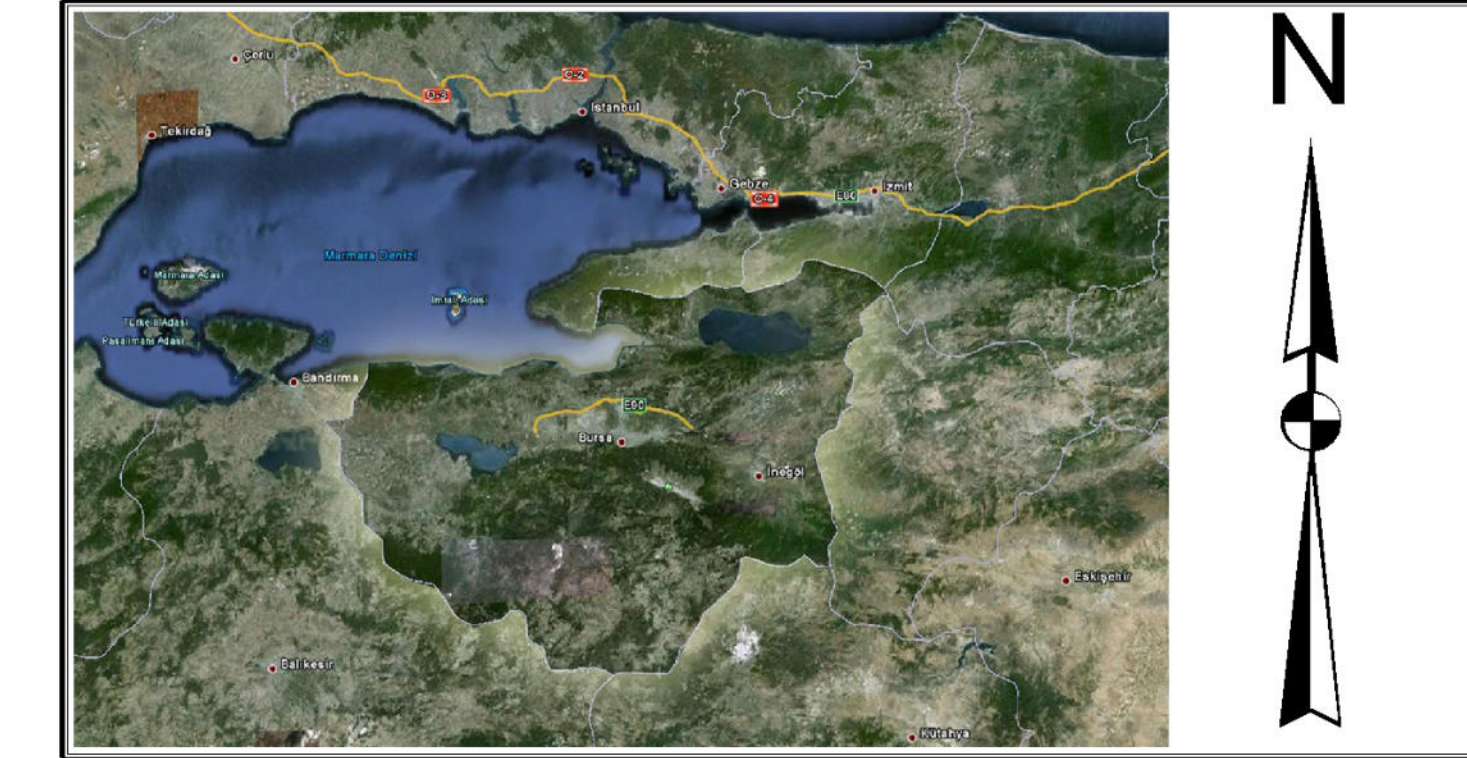 N
Çorlu
O-2
O-3
İstanbul
Tekirdağ
Gebze
İzmit
E80
O-4
Marmara Denizi
Marmara Adası
İmralı Adası
Türkeli Adası
Paşalimanı Adası
Bandırma
E90
Bursa
İnegöl
Eskişehir
Balıkesir
Kütahya